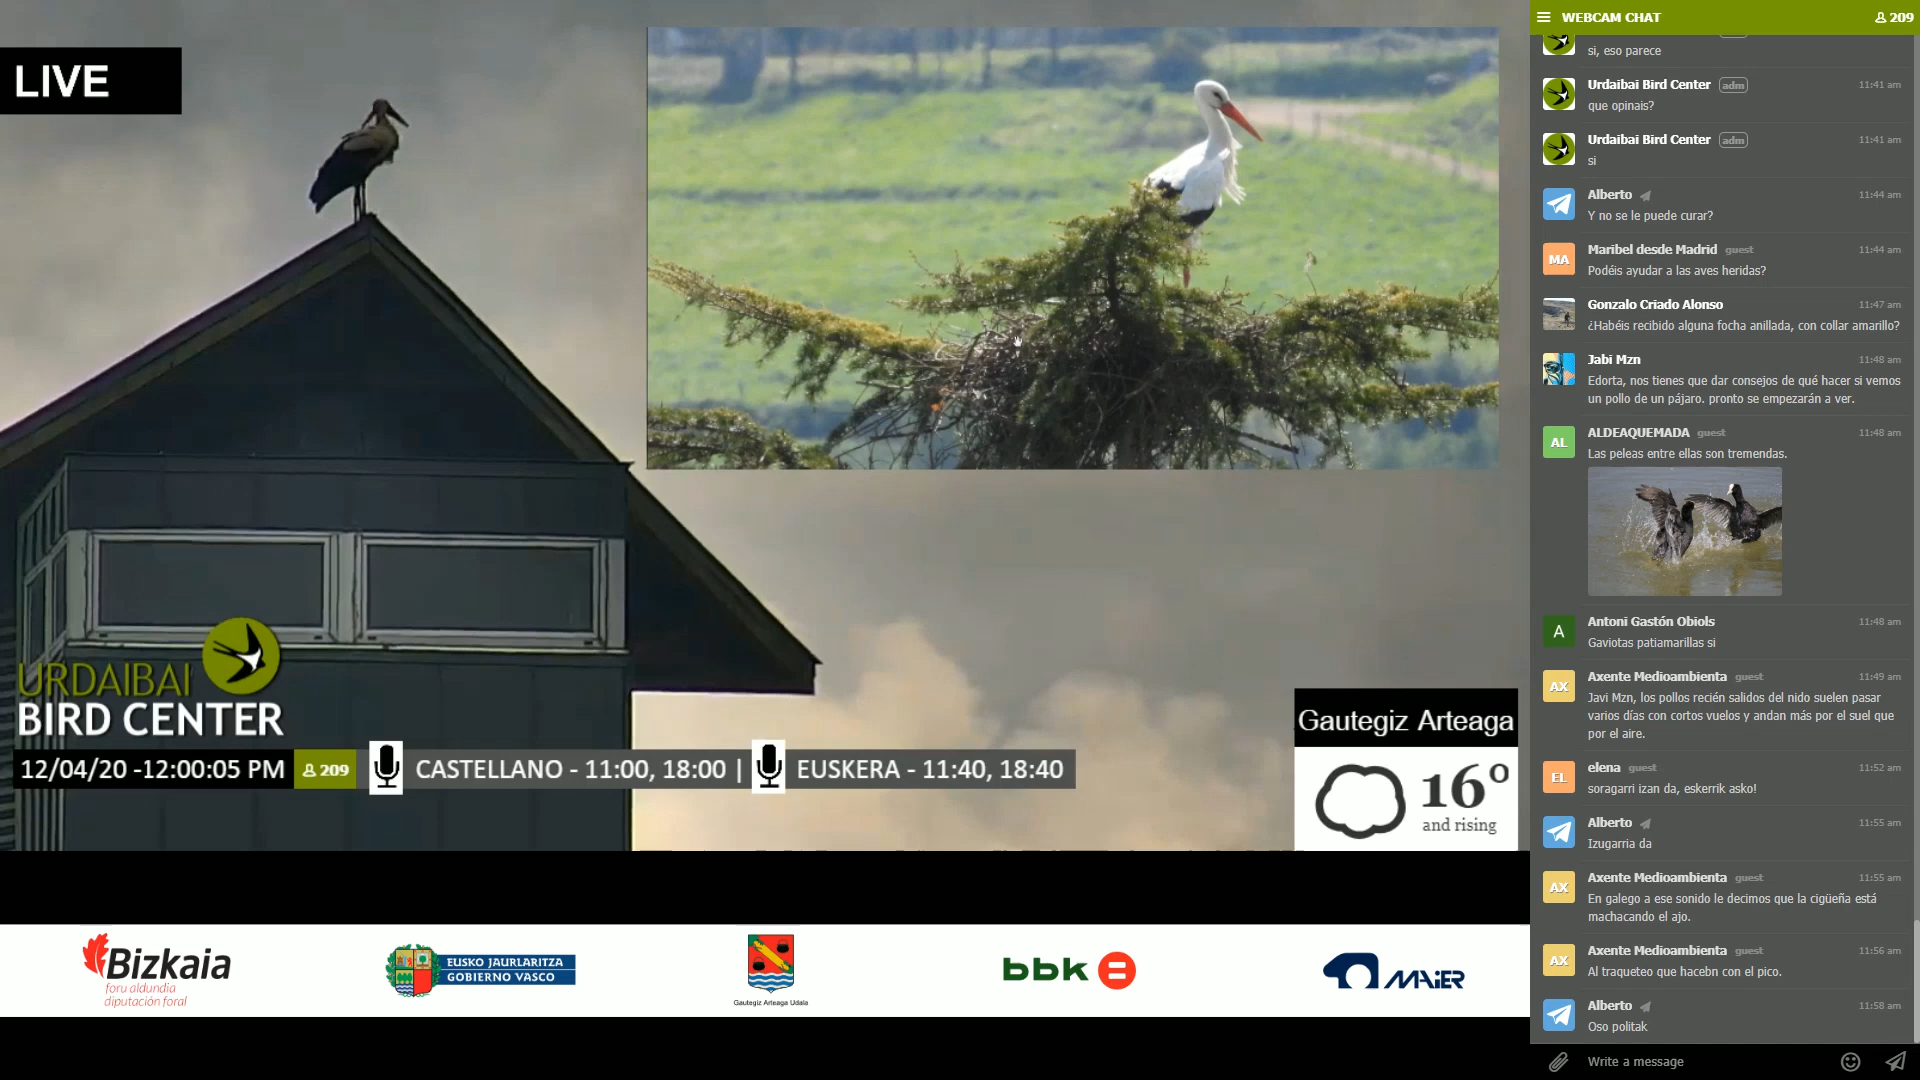 LIVE
URDAIBAI
BIRD CENTER
12/04/20 -12:00:05 PM
209
CASTELLANO - 11:00, 18:00 |
EUSKERA - 11:40, 18:40
Gautegiz Arteaga
16°
and rising
Bizkaia
foru aldundia
diputación foral
EUSKO JAURLARITZA
GOBIERNO VASCO
Gautegiz Arteaga Udala
bbk
MAIER
WEBCAM CHAT
209
si, eso parece
Urdaibai Bird Center adm 11:41 am
que opinais?
Urdaibai Bird Center adm 11:41 am
si
Alberto 11:44 am
Y no se le puede curar?
MA
Maribel desde Madrid guest 11:44 am
Podéis ayudar a las aves heridas?
Gonzalo Criado Alonso 11:47 am
¿Habéis recibido alguna focha anillada, con collar amarillo?
Jabi Mzn 11:48 am
Edorta, nos tienes que dar consejos de qué hacer si vemos
un pollo de un pájaro. pronto se empezarán a ver.
AL
ALDEAQUEMADA guest 11:48 am
Las peleas entre ellas son tremendas.
A
Antoni Gastón Obiols 11:48 am
Gaviotas patiamarillas si
AX
Axente Medioambienta guest 11:49 am
Javi Mzn, los pollos recién salidos del nido suelen pasar
varios días con cortos vuelos y andan más por el suel que
por el aire.
EL
elena guest 11:52 am
soragarri izan da, eskerrik asko!
Alberto 11:55 am
Izugarria da
AX
Axente Medioambienta guest 11:55 am
En galego a ese sonido le decimos que la cigüeña está
machacando el ajo.
AX
Axente Medioambienta guest 11:56 am
Al traqueteo que hacebn con el pico.
Alberto 11:58 am
Oso politak
Write a message